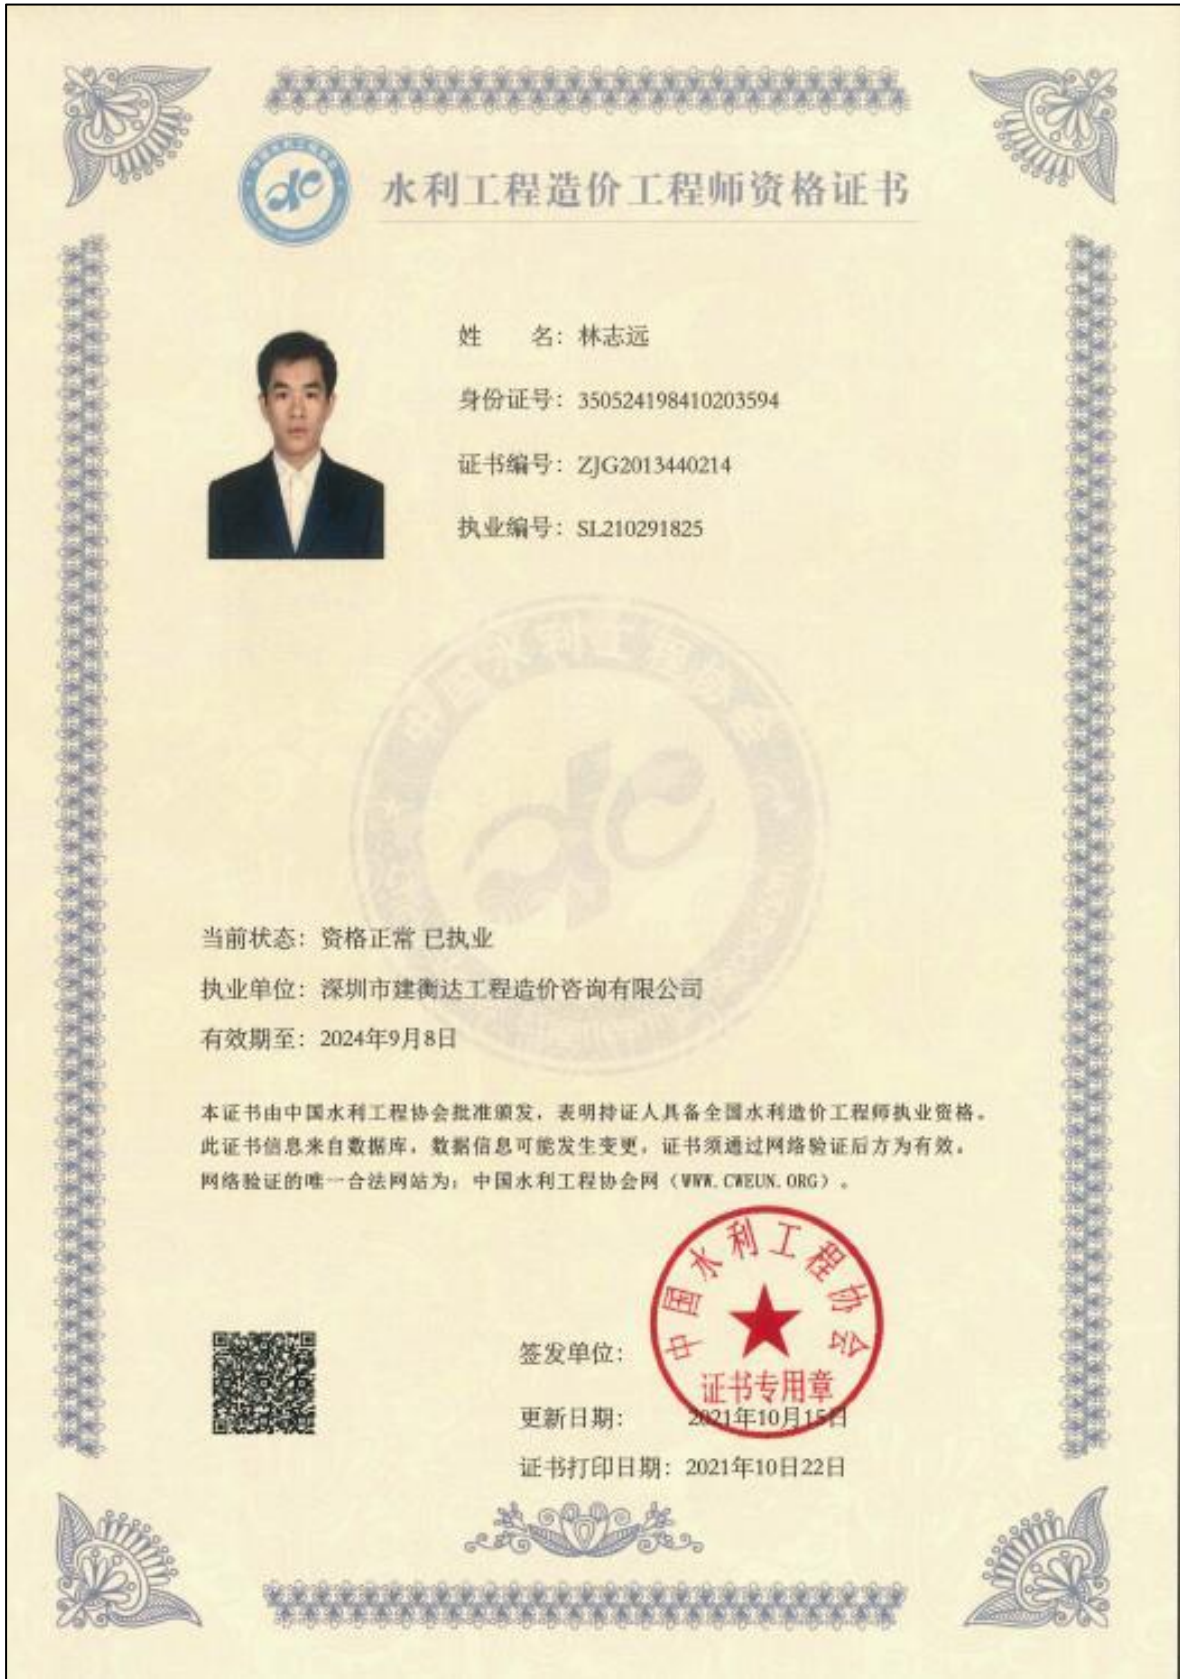 水利工程造价工程师资格证书
姓 名：林志远
身份证号：350524198410203594
证书编号：ZJG2013440214
执业编号：SL210291825
中国水利工程协会
当前状态：资格正常 已执业
执业单位：深圳市建衡达工程造价咨询有限公司
有效期至：2024年9月8日
本证书由中国水利工程协会批准颁发，表明持证人具备全国水利造价工程师执业资格。
此证书信息来自数据库，数据信息可能发生变更，证书须通过网络验证后方为有效。
网络验证的唯一合法网站为：中国水利工程协会网（WWW.CWEUN.ORG）。
中国水利工程协会
证书专用章
签发单位：
更新日期： 2021年10月15日
证书打印日期：2021年10日22日